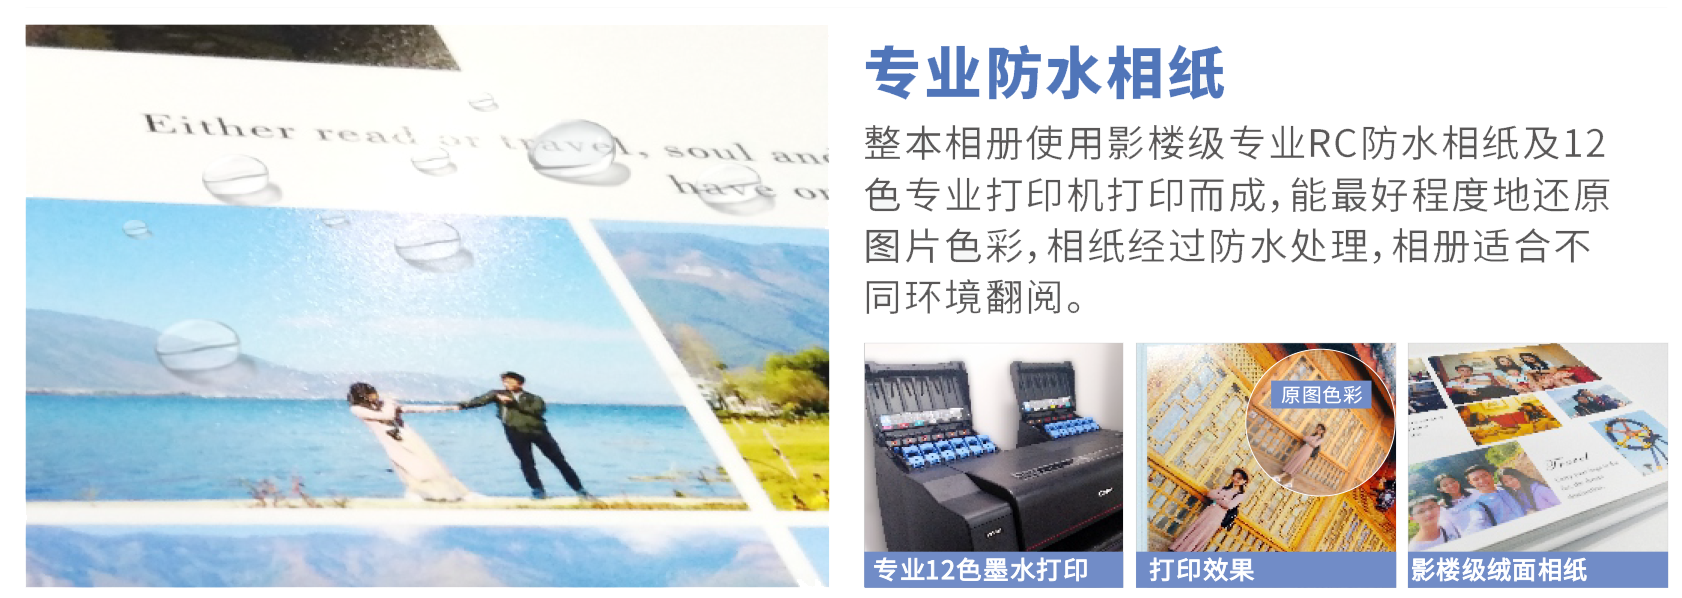 专业防水相纸
整本相册使用影楼级专业RC防水相纸及12
色专业打印机打印而成,能最好程度地还原
图片色彩,相纸经过防水处理,相册适合不
同环境翻阅。
Either read or travel, soul and
have or
原图色彩
Travel
专业12色墨水打印
打印效果
影楼级绒面相纸